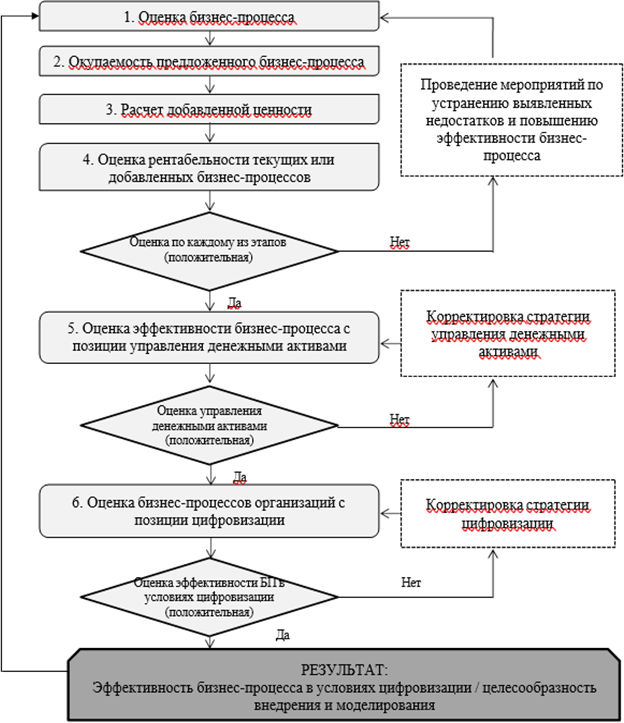 1. Оценка бизнес-процесса
2. Окупаемость предложенного бизнес-процесса
3. Расчет добавленной ценности
4. Оценка рентабельности текущих или
добавленных бизнес-процессов
Проведение мероприятий по
устранению выявленных
недостатков и повышению
эффективности бизнес-
процесса
Оценка по каждому из этапов
(положительная)
Нет
Да
5. Оценка эффективности бизнес-процесса с
позиции управления денежными активами
Корректировка стратегии
управления денежными
активами
Оценка управления
денежными активами
(положительная)
Нет
Да
6. Оценка бизнес-процессов организаций с
позиции цифровизации
Корректировка стратегии
цифровизации
Оценка эффективности БП в
условиях цифровизации
(положительная)
Нет
Да
РЕЗУЛЬТАТ:
Эффективность бизнес-процесса в условиях цифровизации / целесообразность
внедрения и моделирования